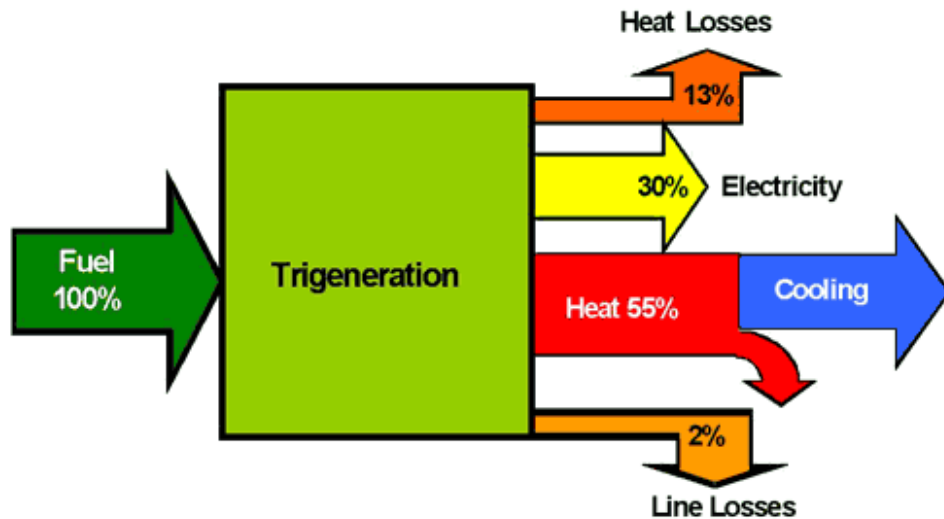 Heat Losses
13%
30%
Electricity
Fuel
100%
Trigeneration
Heat 55%
Cooling
2%
Line Losses